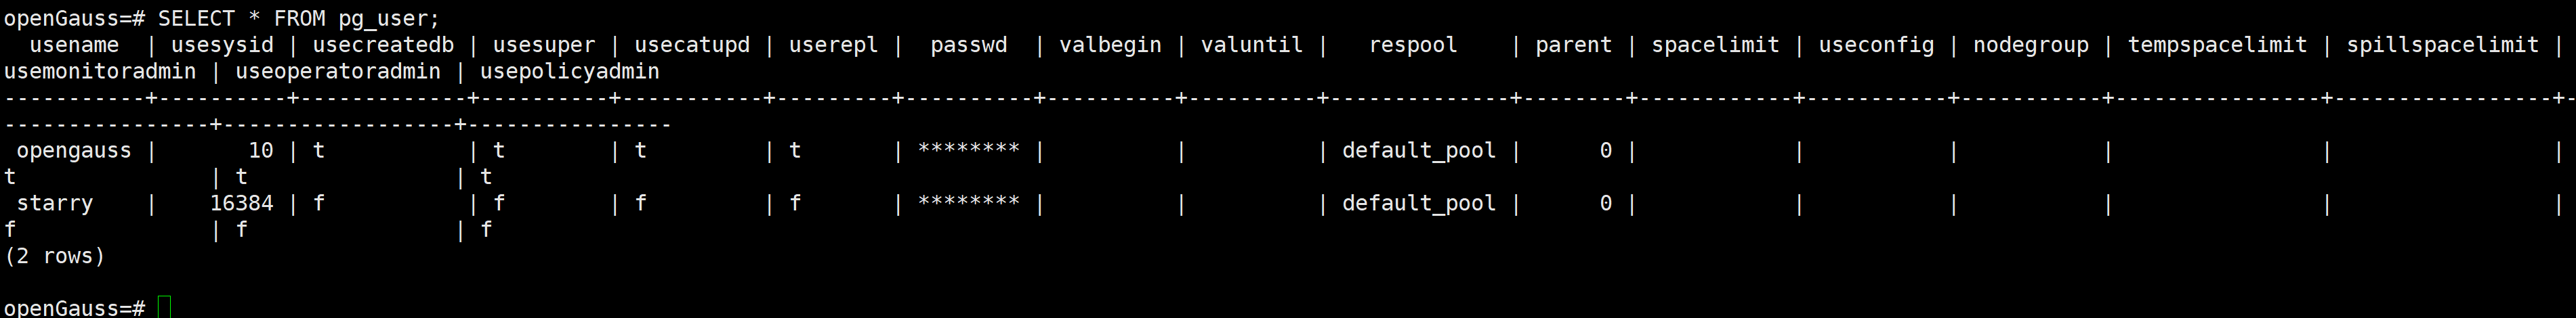 openGauss=# SELECT * FROM pg_user;
  usename  | usesysid | usecreatedb | usesuper | usecatupd | userepl |  passwd  | valbegin | valuntil |   respool    | parent | spacelimit | useconfig | nodegroup | tempspacelimit | spillspacelimit |
usemonitoradmin | useoperatoradmin | usepolicyadmin
-----------+----------+-------------+----------+-----------+---------+----------+----------+----------+--------------+--------+------------+-----------+-----------+----------------+-----------------+-
----------------+------------------+----------------
 opengauss |       10 | t           | t        | t         | t       | ******** |          |          | default_pool |      0 |            |           |           |                |                 |
t               | t                | t
 starry    |    16384 | f           | f        | f         | f       | ******** |          |          | default_pool |      0 |            |           |           |                |                 |
f               | f                | f
(2 rows)
openGauss=#